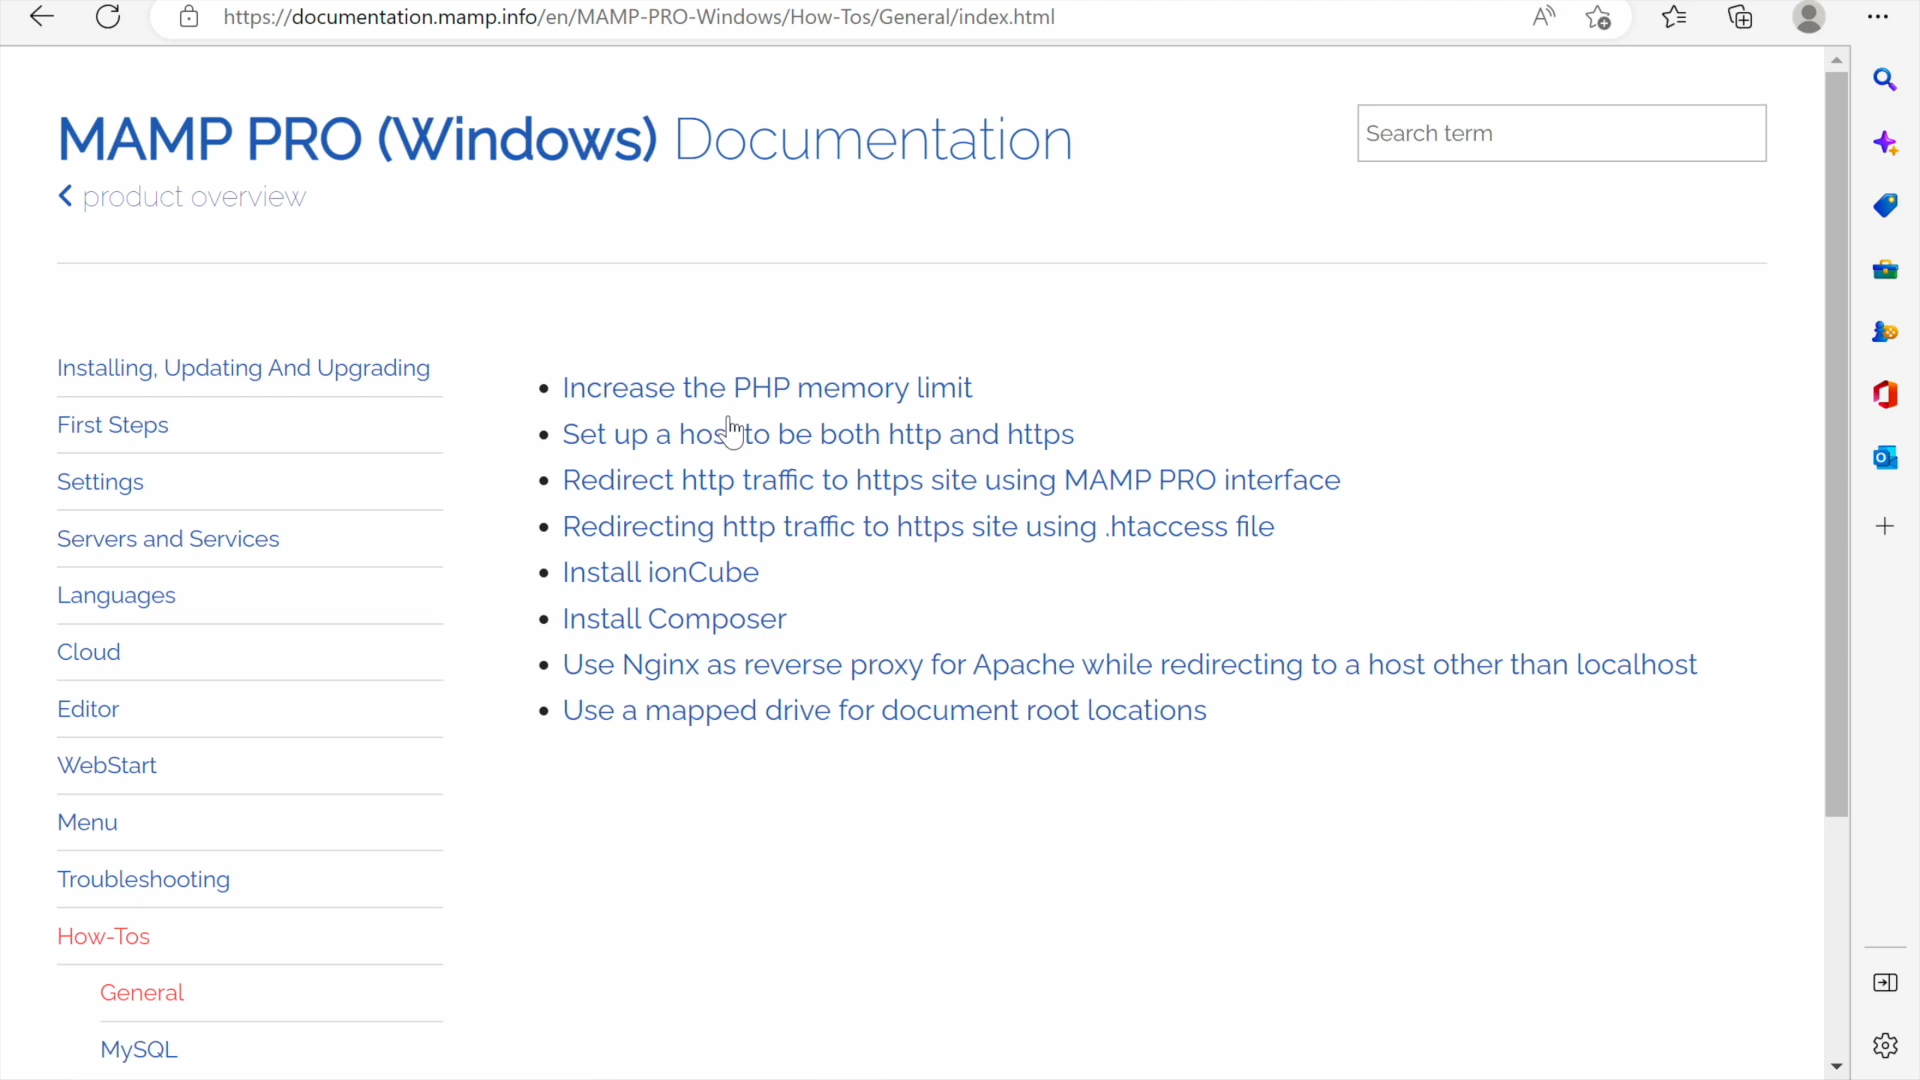 https://documentation.mamp.info/en/MAMP-PRO-Windows/How-Tos/General/index.html
MAMP PRO (Windows) Documentation
Search term
product overview
Installing, Updating And Upgrading
First Steps
Settings
Servers and Services
Languages
Cloud
Editor
WebStart
Menu
Troubleshooting
How-Tos
General
MySQL
• Increase the PHP memory limit
• Set up a host to be both http and https
• Redirect http traffic to https site using MAMP PRO interface
• Redirecting http traffic to https site using .htaccess file
• Install ionCube
• Install Composer
• Use Nginx as reverse proxy for Apache while redirecting to a host other than localhost
• Use a mapped drive for document root locations